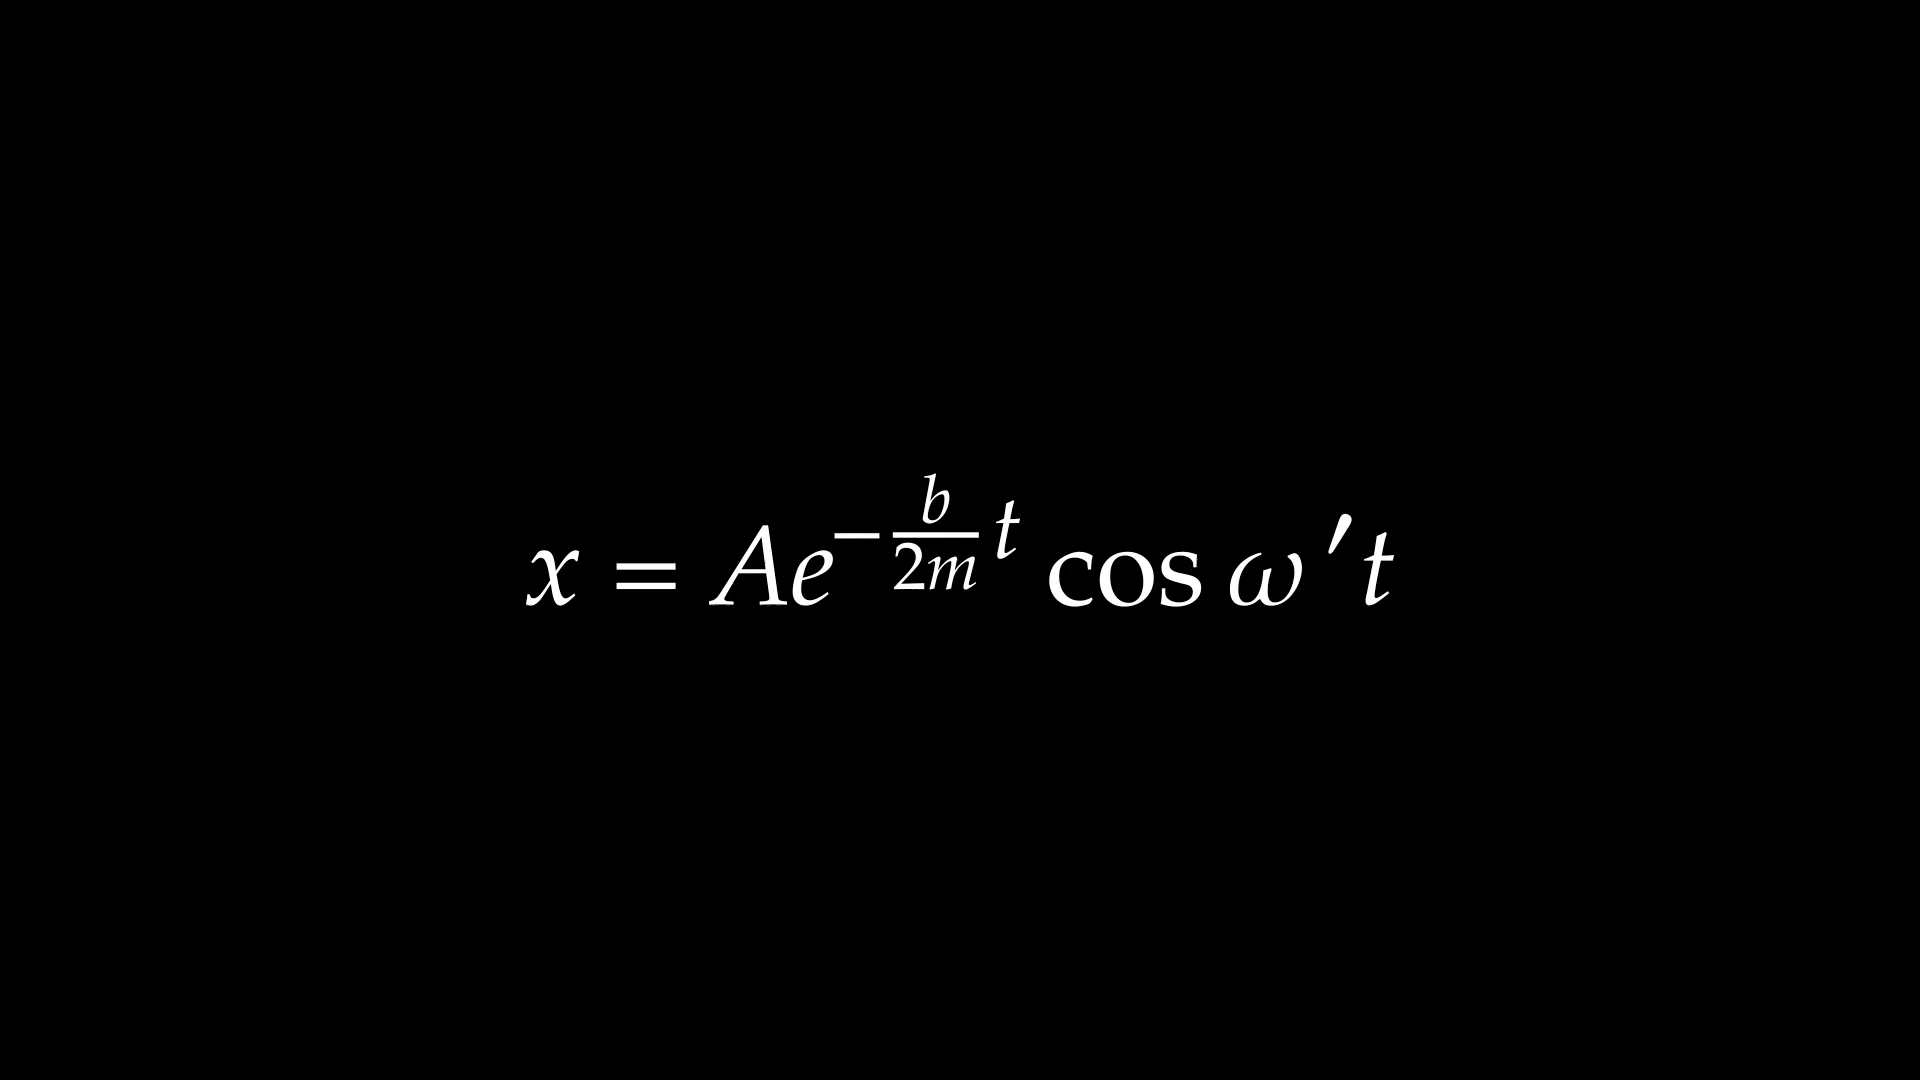 x = Ae^{-\frac{b}{2m}t} cos ω′t